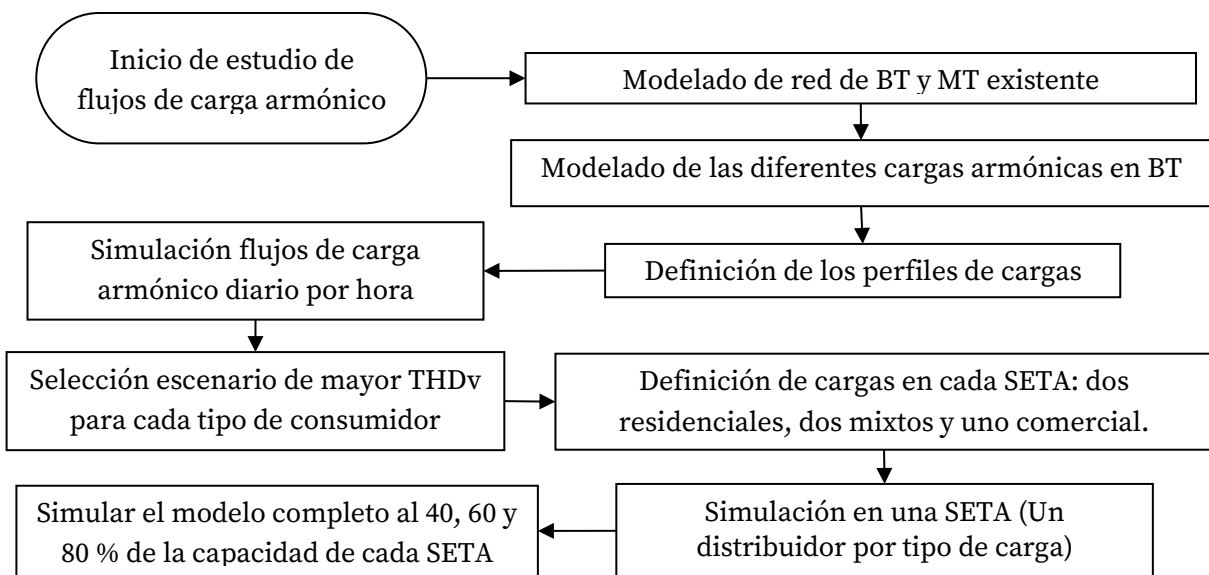 Inicio de estudio de
flujos de carga armónico
Modelado de red de BT y MT existente
Modelado de las diferentes cargas armónicas en BT
Definición de los perfiles de cargas
Simulación flujos de carga
armónico diario por hora
Selección escenario de mayor THDv
para cada tipo de consumidor
Definición de cargas en cada SETA: dos
residenciales, dos mixtos y uno comercial.
Simulación en una SETA (Un
distribuidor por tipo de carga)
Simular el modelo completo al 40, 60 y
80 % de la capacidad de cada SETA